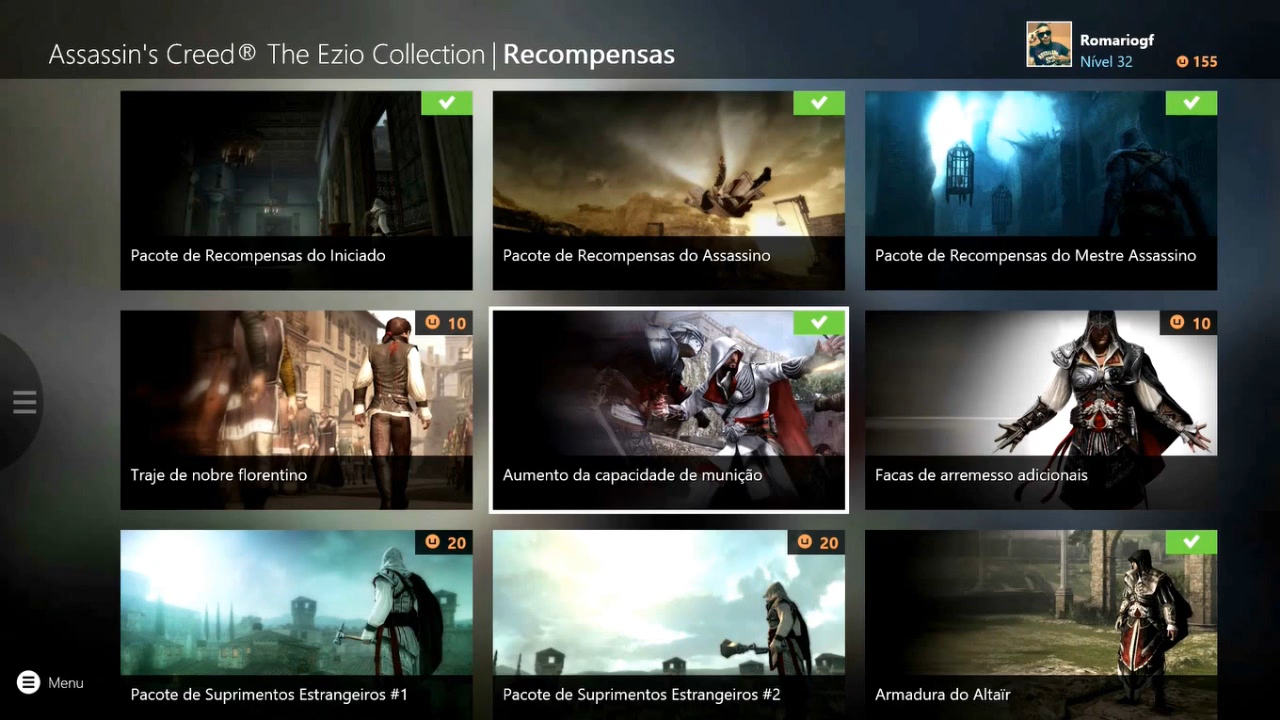 Assassin's Creed® The Ezio Collection | Recompensas
Romariogf
Nível 32
155
Pacote de Recompensas do Iniciado
Pacote de Recompensas do Assassino
Pacote de Recompensas do Mestre Assassino
10
10
Traje de nobre florentino
Aumento da capacidade de munição
Facas de arremesso adicionais
20
20
Pacote de Suprimentos Estrangeiros #1
Pacote de Suprimentos Estrangeiros #2
Armadura do Altaïr
Menu